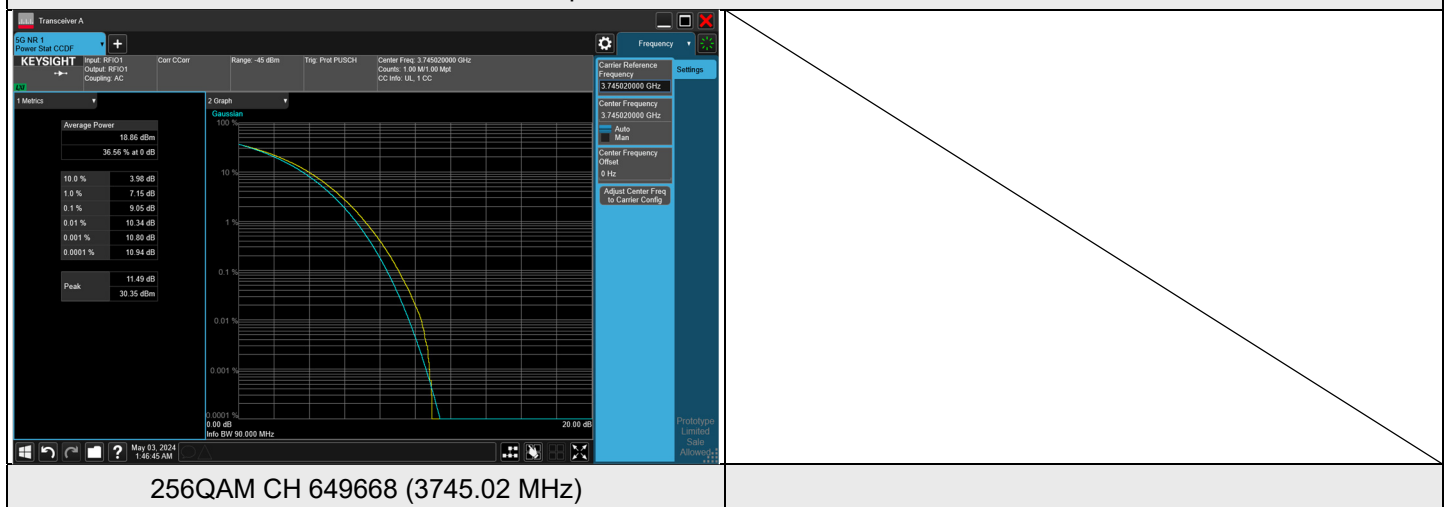 Transceiver A
5G NR 1
Power Stat CCDF
Frequency
KEYSIGHT
Input: RFIO1
Output: RFIO1
Coupling: AC
Corr CCorr
Range: -45 dBm
Trig: Prot PUSCH
Center Freq: 3.745020000 GHz
Counts: 1.00 M/1.00 Mpt
CC Info: UL, 1 CC
LXI
Carrier Reference
Frequency
3.745020000 GHz
Settings
Center Frequency
3.745020000 GHz
Auto
Man
Center Frequency
Offset
0 Hz
Adjust Center Freq
to Carrier Config
1 Metrics
Average Power
18.86 dBm
36.56 % at 0 dB
10.0 % 3.98 dB
1.0 % 7.15 dB
0.1 % 9.05 dB
0.01 % 10.34 dB
0.001 % 10.80 dB
0.0001 % 10.94 dB
Peak
11.49 dB
30.35 dBm
2 Graph
Gaussian
100 %
10 %
1 %
0.1 %
0.01 %
0.001 %
0.0001 %
0.00 dB 20.00 dB
Info BW 90.000 MHz
Prototype
Limited
Sale
Allowed
?
May 03, 2024
1:46:45 AM
256QAM CH 649668 (3745.02 MHz)